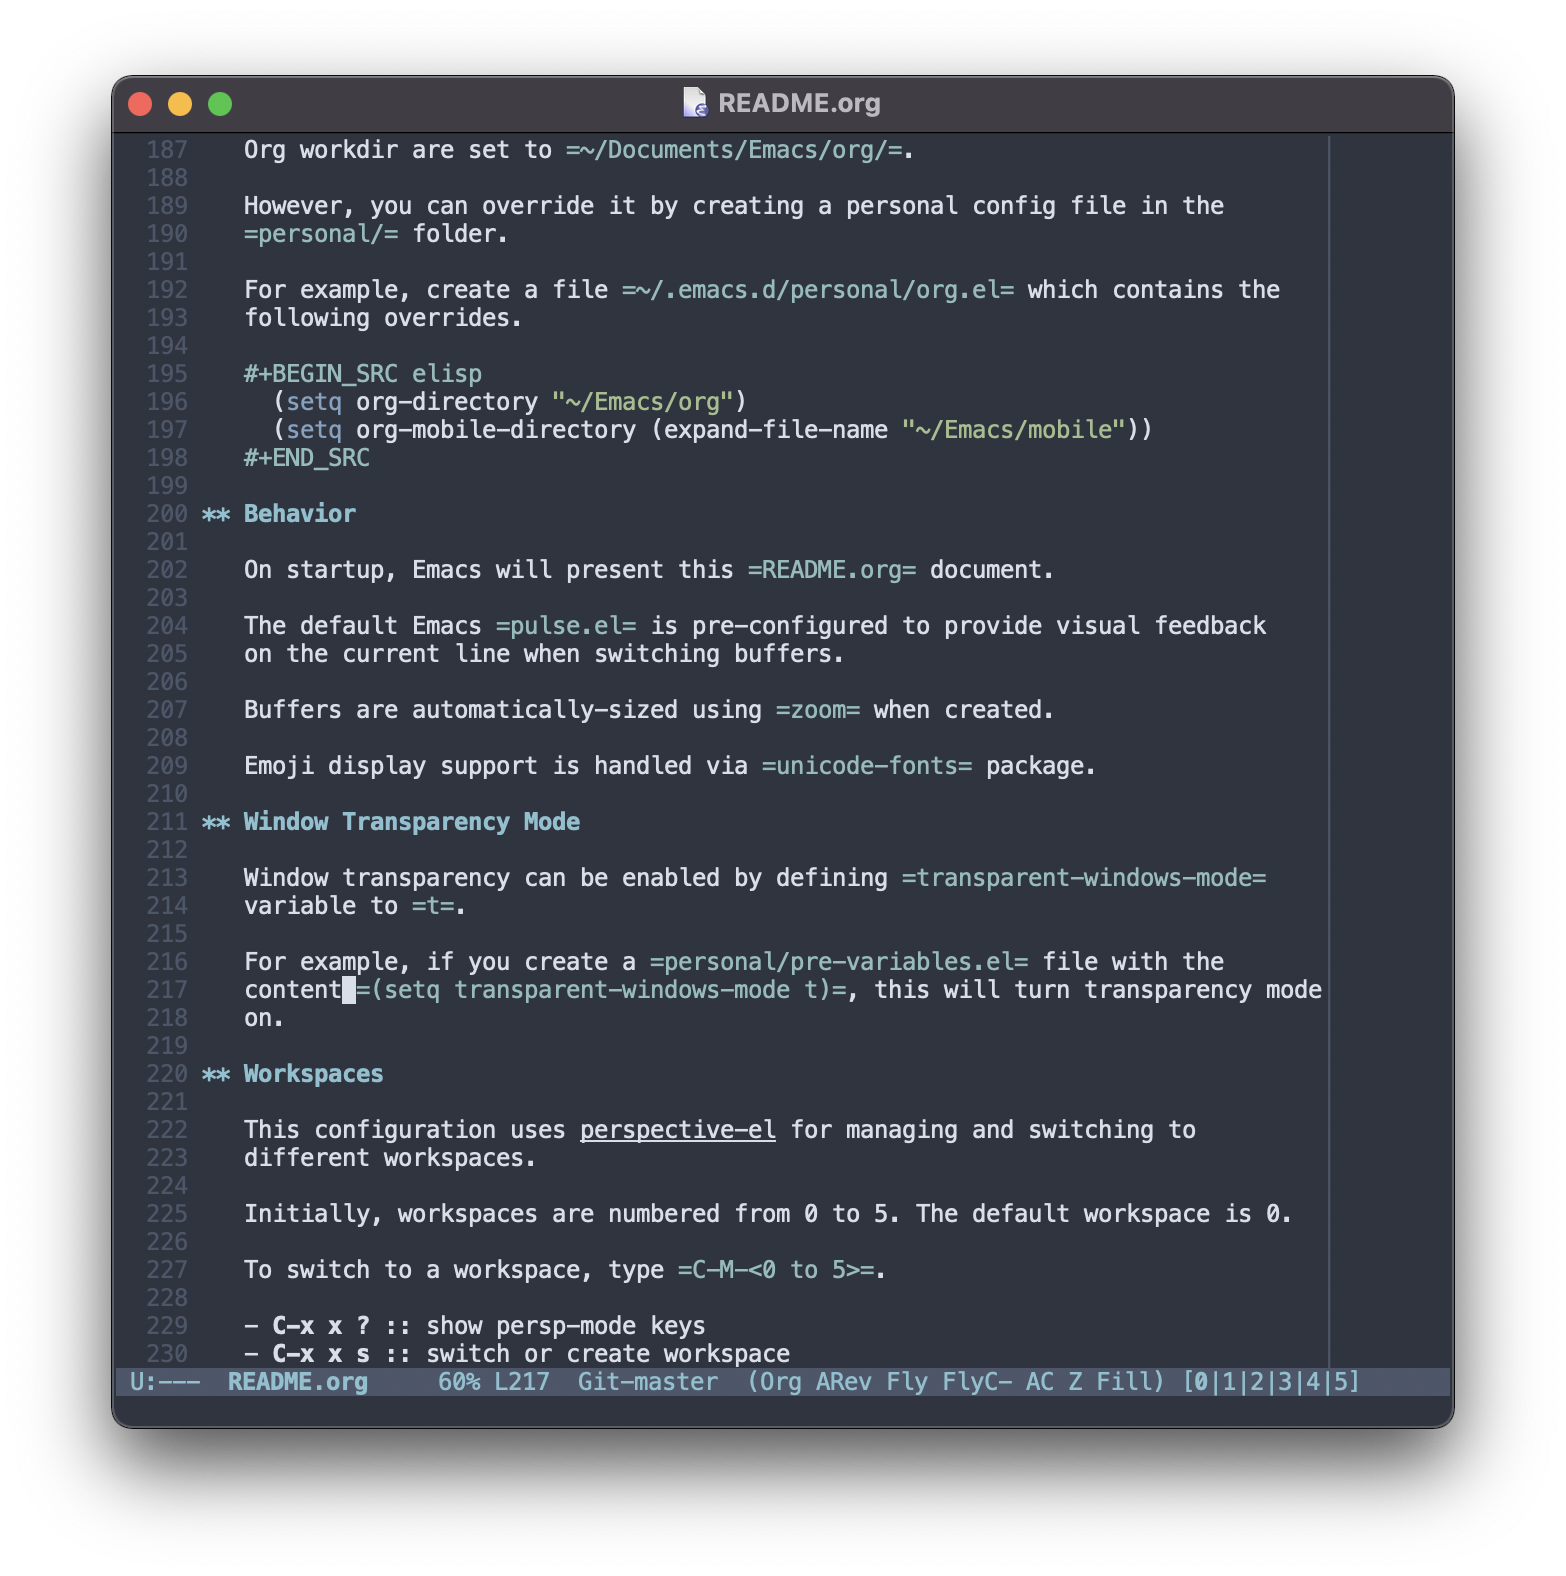 README.org
187 Org workdir are set to =~/Documents/Emacs/org/=.
188
189 However, you can override it by creating a personal config file in the
190 =personal/= folder.
191
192 For example, create a file =~/.emacs.d/personal/org.el= which contains the
193 following overrides.
194
195 #+BEGIN_SRC elisp
196 (setq org-directory "~/Emacs/org")
197 (setq org-mobile-directory (expand-file-name "~/Emacs/mobile"))
198 #+END_SRC
199
200 ** Behavior
201
202 On startup, Emacs will present this =README.org= document.
203
204 The default Emacs =pulse.el= is pre-configured to provide visual feedback
205 on the current line when switching buffers.
206
207 Buffers are automatically-sized using =zoom= when created.
208
209 Emoji display support is handled via =unicode-fonts= package.
210
211 ** Window Transparency Mode
212
213 Window transparency can be enabled by defining =transparent-windows-mode=
214 variable to =t=.
215
216 For example, if you create a =personal/pre-variables.el= file with the
217 content =(setq transparent-windows-mode t)=, this will turn transparency mode
218 on.
219
220 ** Workspaces
221
222 This configuration uses perspective-el for managing and switching to
223 different workspaces.
224
225 Initially, workspaces are numbered from 0 to 5. The default workspace is 0.
226
227 To switch to a workspace, type =C-M-<0 to 5>=.
228
229 - C-x x ? :: show persp-mode keys
230 - C-x x s :: switch or create workspace
U:--- README.org 60% L217 Git-master (Org ARev Fly FlyC- AC Z Fill) [0|1|2|3|4|5]